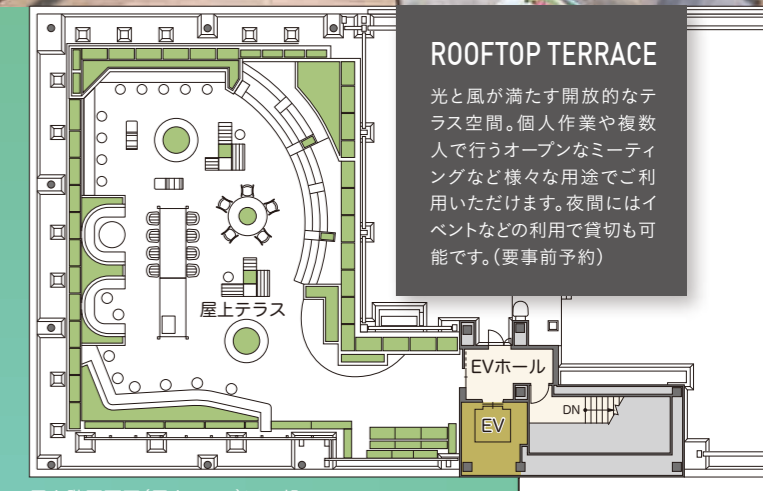 ROOFTOP TERRACE
光と風が満たす開放的なテ
ラス空間。個人作業や複数
人で行うオープンなミーティ
ングなど様々な用途でご利
用いただけます。夜間にはイ
ベントなどの利用で貸切も可
能です。(要事前予約)
屋上テラス
EVホール
DN
EV